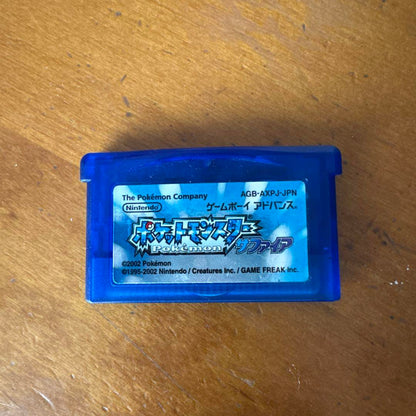 The Pokémon Company
AGB-AXPJ-JPN
Nintendo
ゲームボーイ アドバンス
ポケットモンスター
Pokémon
サファイア
©2002 Pokémon
©1995-2002 Nintendo / Creatures Inc. / GAME FREAK Inc.